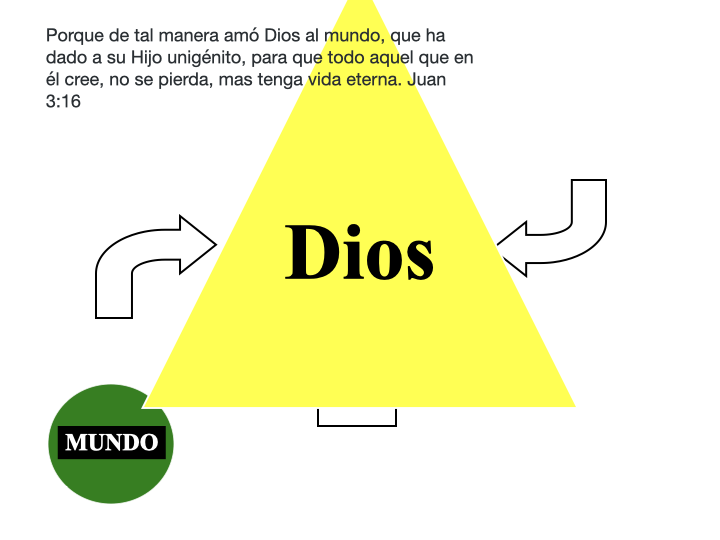 Porque de tal manera amó Dios al mundo, que ha
dado a su Hijo unigénito, para que todo aquel que en
él cree, no se pierda, mas tenga vida eterna. Juan
3:16
Dios
MUNDO